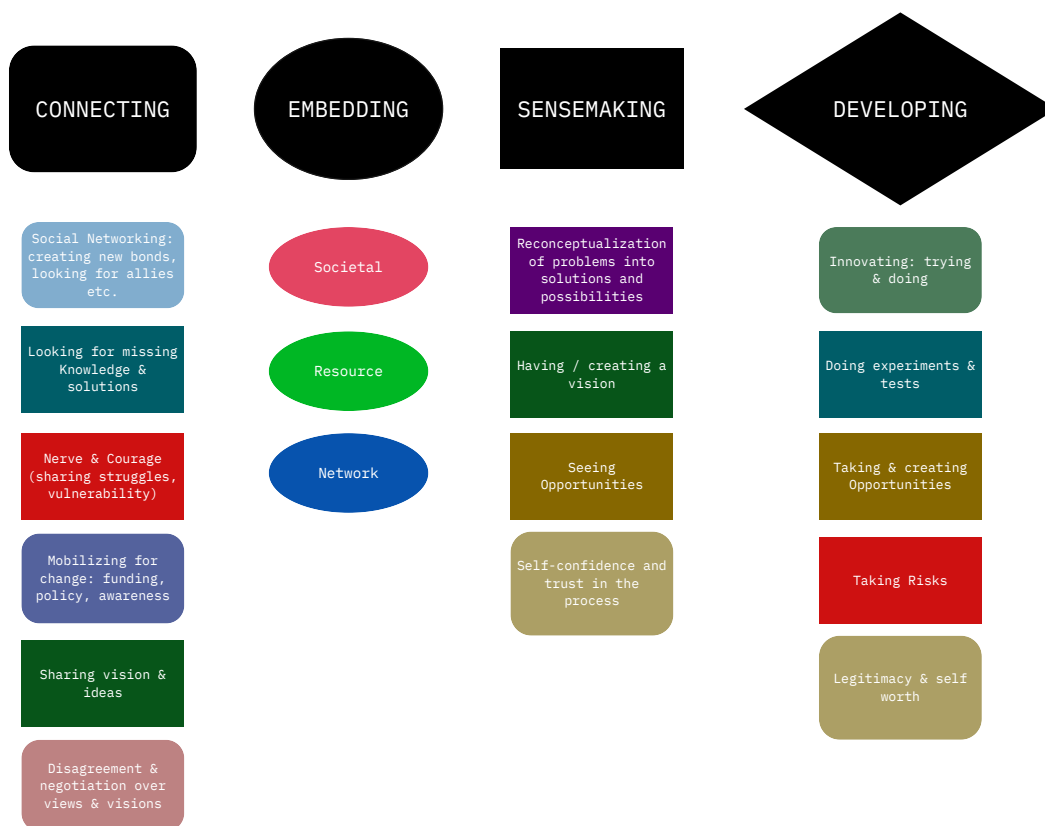 CONNECTING
EMBEDDING
SENSEMAKING
DEVELOPING
Social Networking:
creating new bonds,
looking for allies
etc.
Looking for missing
Knowledge &
solutions
Nerve & Courage
(sharing struggles,
vulnerability)
Mobilizing for
change: funding,
policy, awareness
Sharing vision &
ideas
Disagreement &
negotiation over
views & visions
Societal
Resource
Network
Reconceptualization
of problems into
solutions and
possibilities
Having / creating a
vision
Seeing
Opportunities
Self-confidence and
trust in the
process
Innovating: trying
& doing
Doing experiments &
tests
Taking & creating
Opportunities
Taking Risks
Legitimacy & self
worth